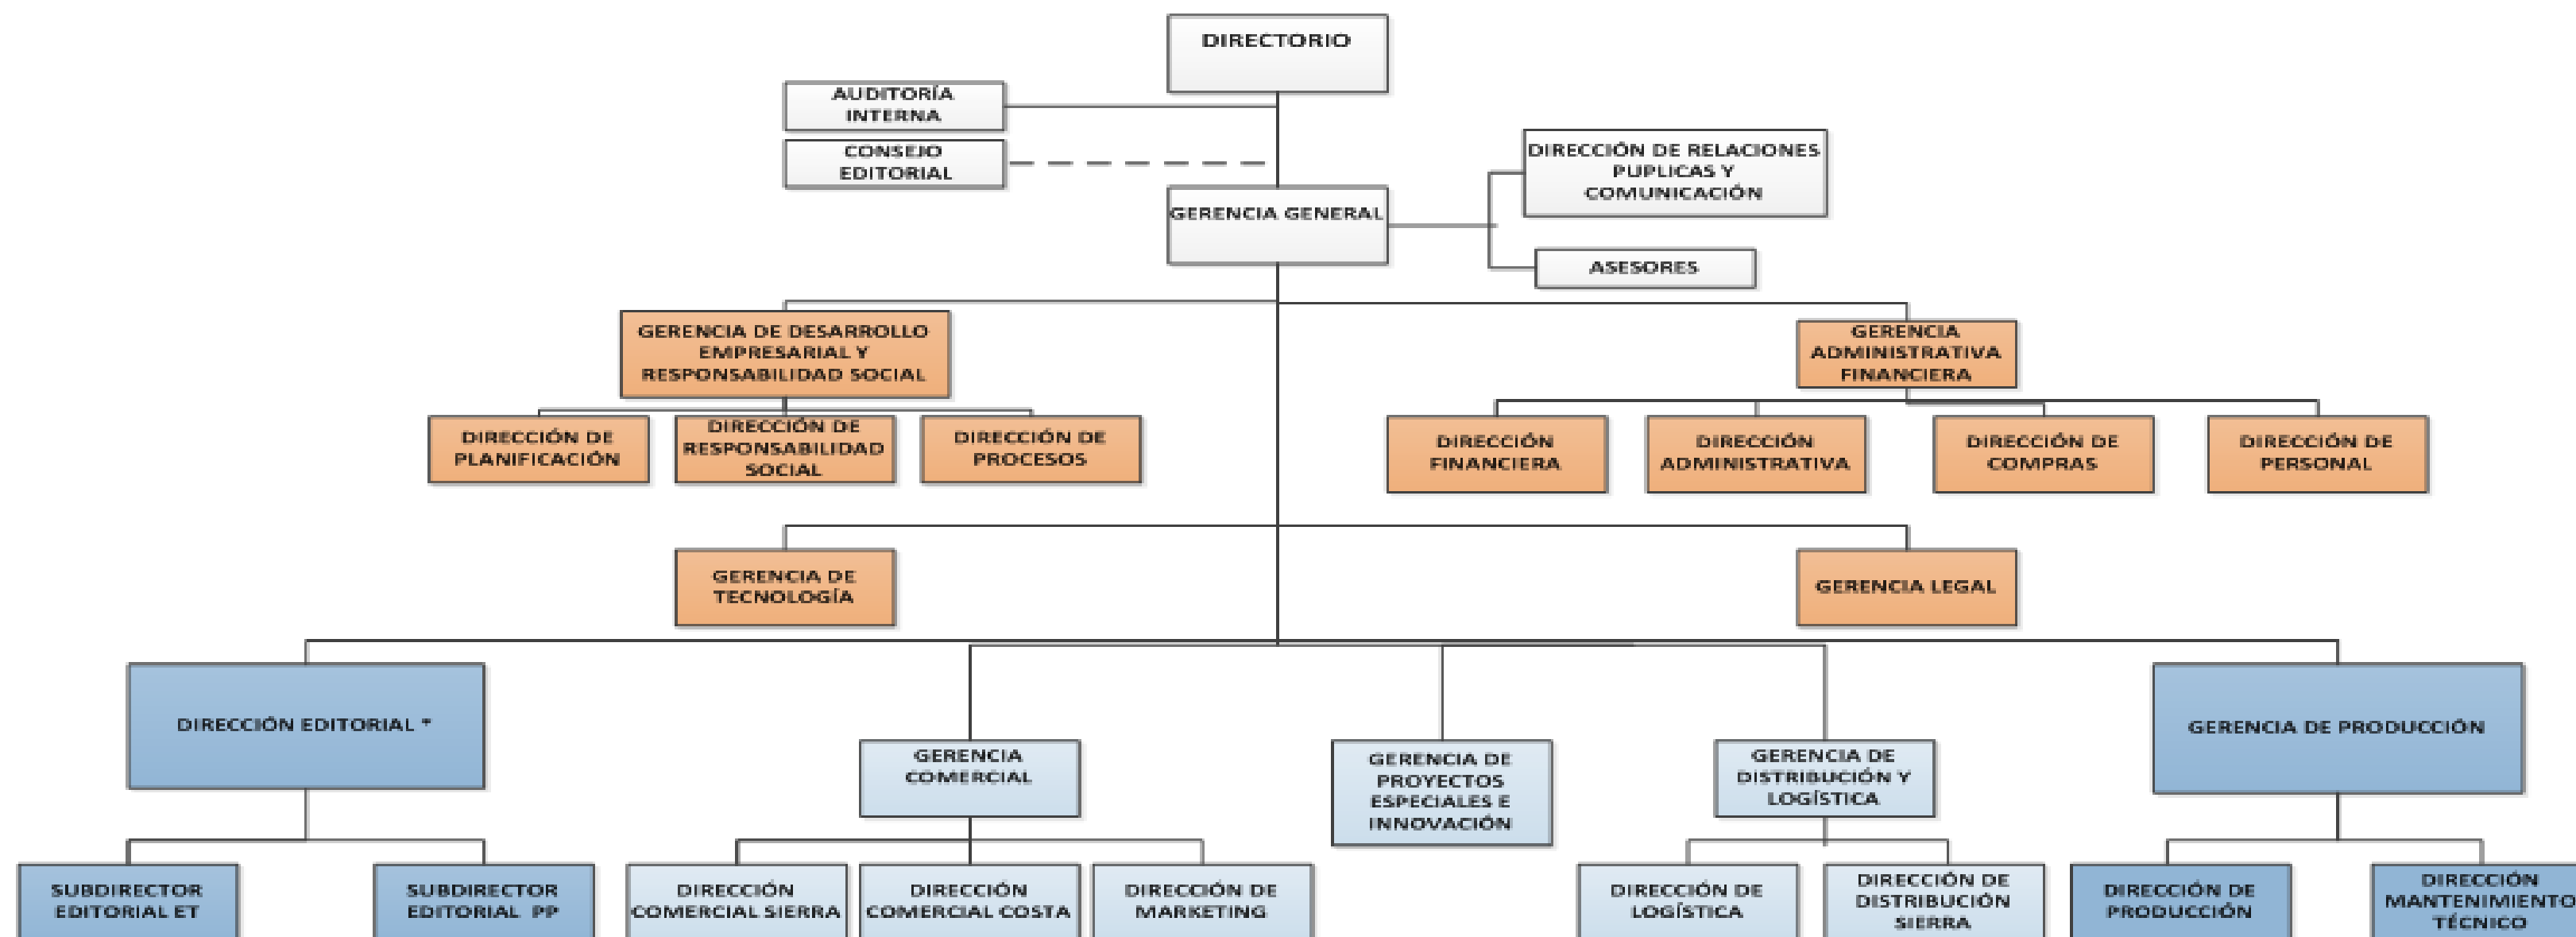 DIRECTORIO
AUDITORÍA
INTERNA
CONSEJO
EDITORIAL
DIRECCIÓN DE RELACIONES
PUPLICAS Y
COMUNICACIÓN
GERENCIA GENERAL
ASESORES
GERENCIA DE DESARROLLO
EMPRESARIAL Y
RESPONSABILIDAD SOCIAL
GERENCIA
ADMINISTRATIVA
FINANCIERA
DIRECCIÓN DE
PLANIFICACIÓN
DIRECCIÓN DE
RESPONSABILIDAD
SOCIAL
DIRECCIÓN DE
PROCESOS
DIRECCIÓN
FINANCIERA
DIRECCIÓN
ADMINISTRATIVA
DIRECCIÓN DE
COMPRAS
DIRECCIÓN DE
PERSONAL
GERENCIA DE
TECNOLOGÍA
GERENCIA LEGAL
DIRECCIÓN EDITORIAL *
GERENCIA
COMERCIAL
GERENCIA DE
PROYECTOS
ESPECIALES E
INNOVACIÓN
GERENCIA DE
DISTRIBUCIÓN Y
LOGÍSTICA
GERENCIA DE PRODUCCIÓN
SUBDIRECTOR
EDITORIAL ET
SUBDIRECTOR
EDITORIAL PP
DIRECCIÓN
COMERCIAL SIERRA
DIRECCIÓN
COMERCIAL COSTA
DIRECCIÓN DE
MARKETING
DIRECCIÓN DE
LOGÍSTICA
DIRECCIÓN DE
DISTRIBUCIÓN
SIERRA
DIRECCIÓN DE
PRODUCCIÓN
DIRECCIÓN
MANTENIMIENTO
TÉCNICO